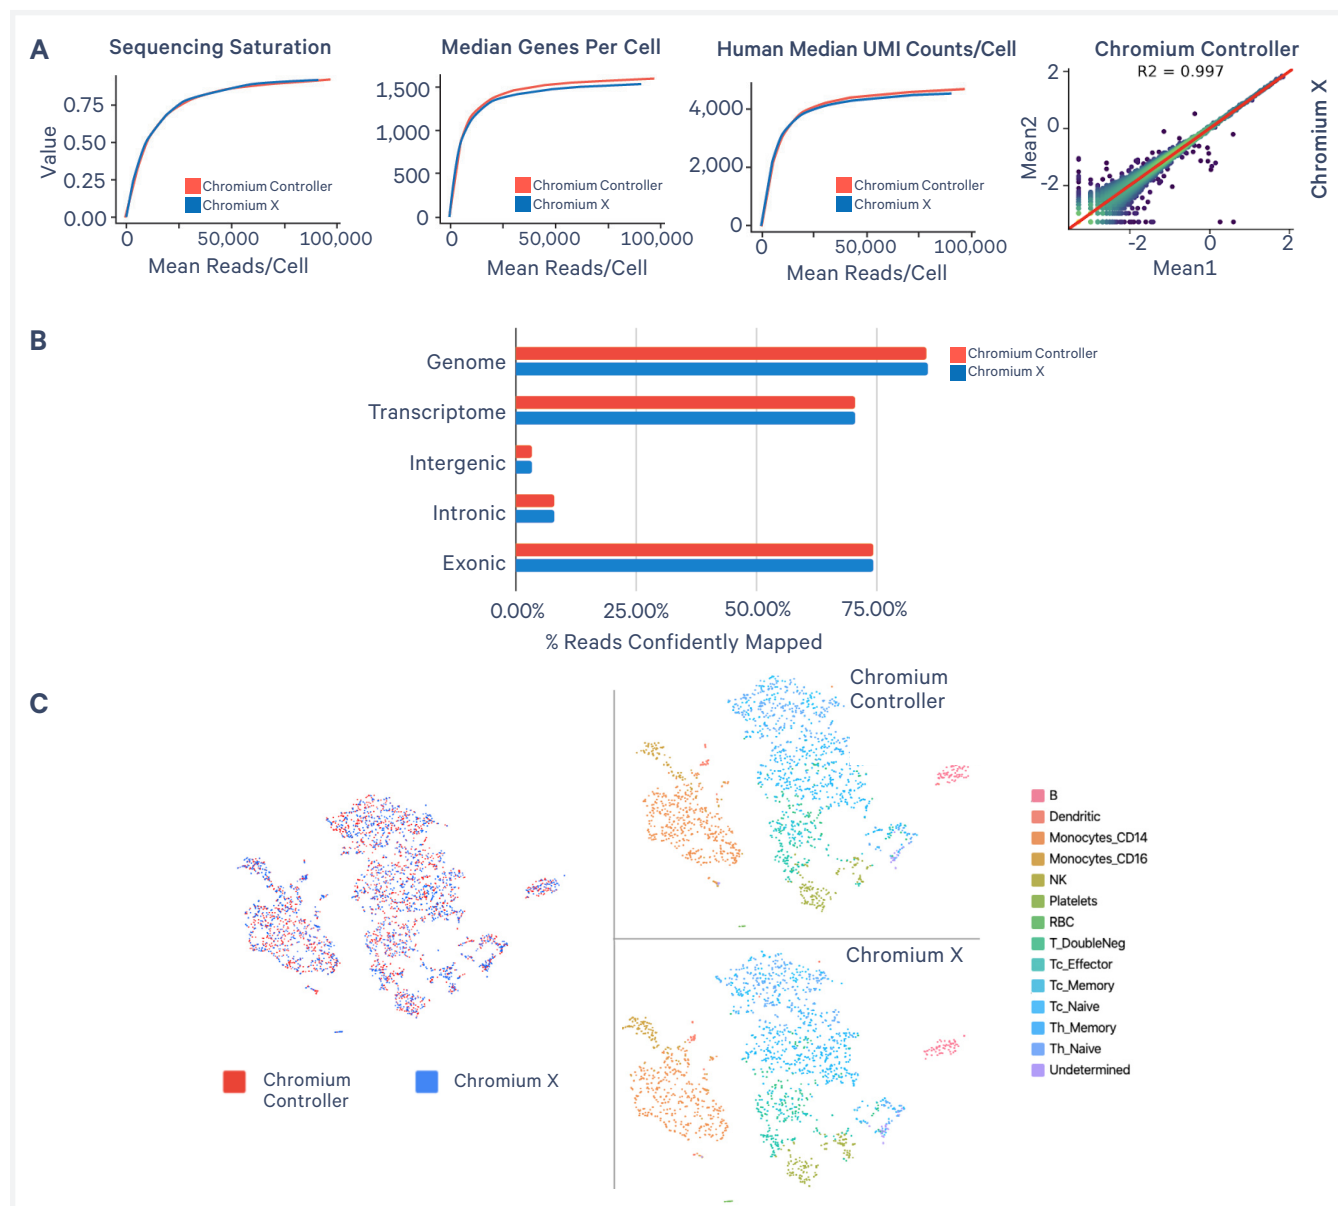 A
Sequencing Saturation
Value
0.75
0.50
0.25
0.00
0
50,000
100,000
Mean Reads/Cell
Chromium Controller
Chromium X
Median Genes Per Cell
1,500
1,000
500
0
0
50,000
100,000
Mean Reads/Cell
Chromium Controller
Chromium X
Human Median UMI Counts/Cell
4,000
2,000
0
0
50,000
100,000
Mean Reads/Cell
Chromium Controller
Chromium X
Chromium Controller
R2 = 0.997
Mean2
2
0
-2
-2
0
2
Mean1
Chromium X
B
Genome
Transcriptome
Intergenic
Intronic
Exonic
0.00%
25.00%
50.00%
75.00%
% Reads Confidently Mapped
Chromium Controller
Chromium X
C
Chromium
Controller
Chromium X
Chromium
Controller
Chromium X
B
Dendritic
Monocytes_CD14
Monocytes_CD16
NK
Platelets
RBC
T_DoubleNeg
Tc_Effector
Tc_Memory
Tc_Naive
Th_Memory
Th_Naive
Undetermined